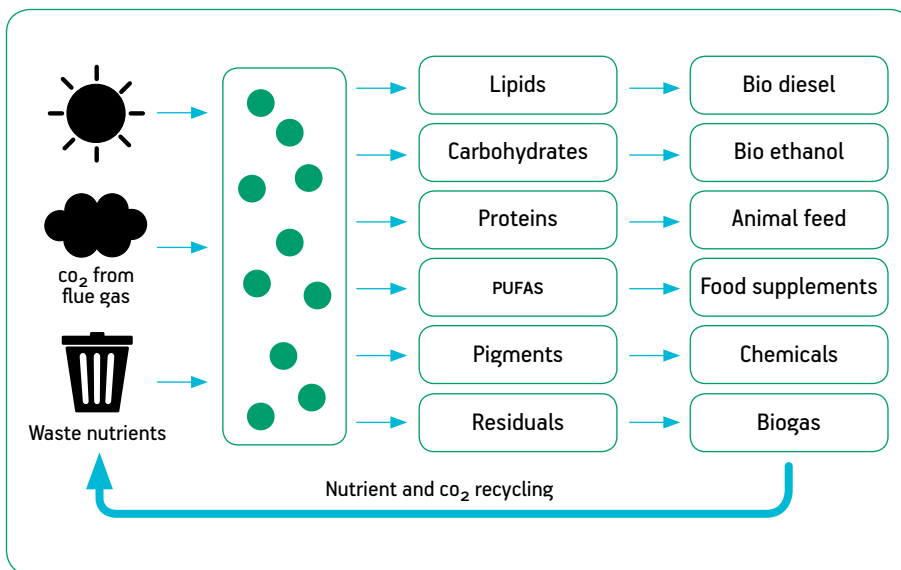 Lipids
Bio diesel
Carbohydrates
Bio ethanol
Proteins
Animal feed
CO₂ from
flue gas
PUFAS
Food supplements
Pigments
Chemicals
Waste nutrients
Residuals
Biogas
Nutrient and CO₂ recycling